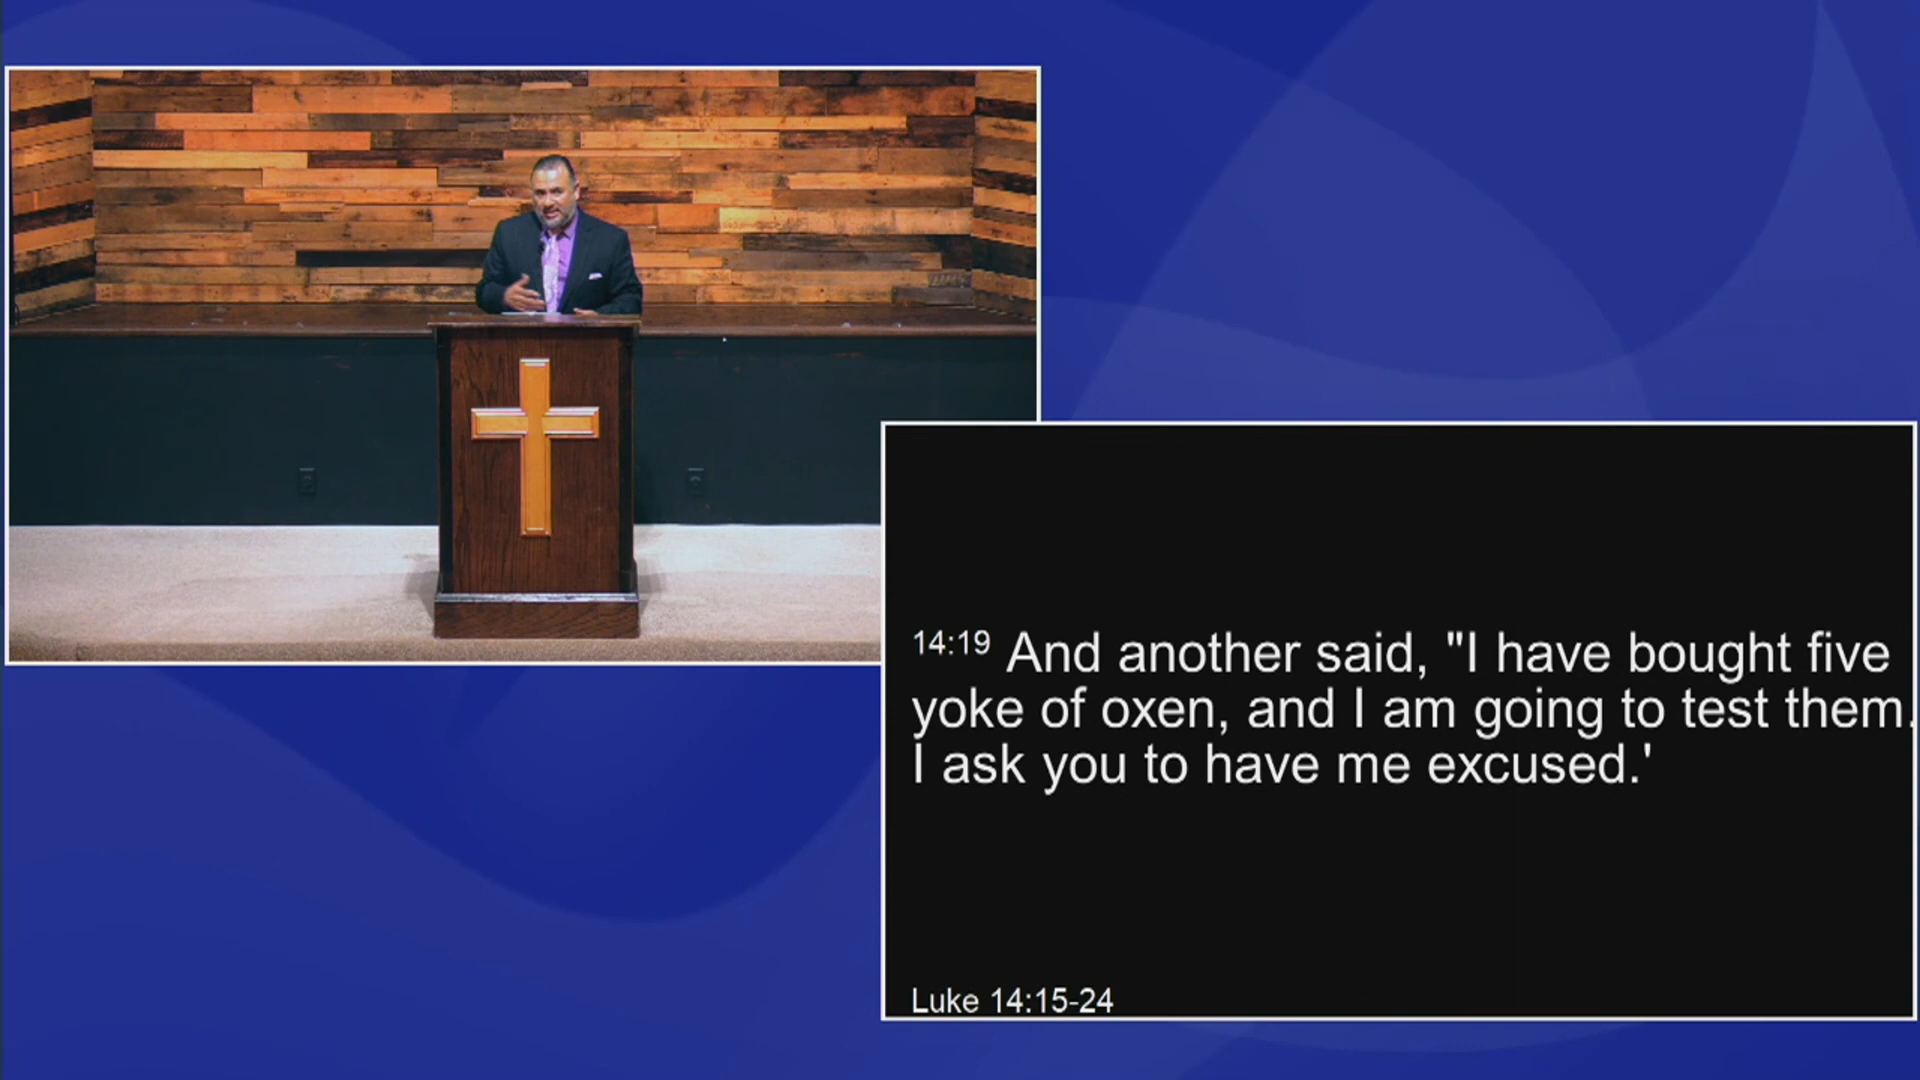 14:19 And another said, "I have bought five
yoke of oxen, and I am going to test them.
I ask you to have me excused.'
Luke 14:15-24